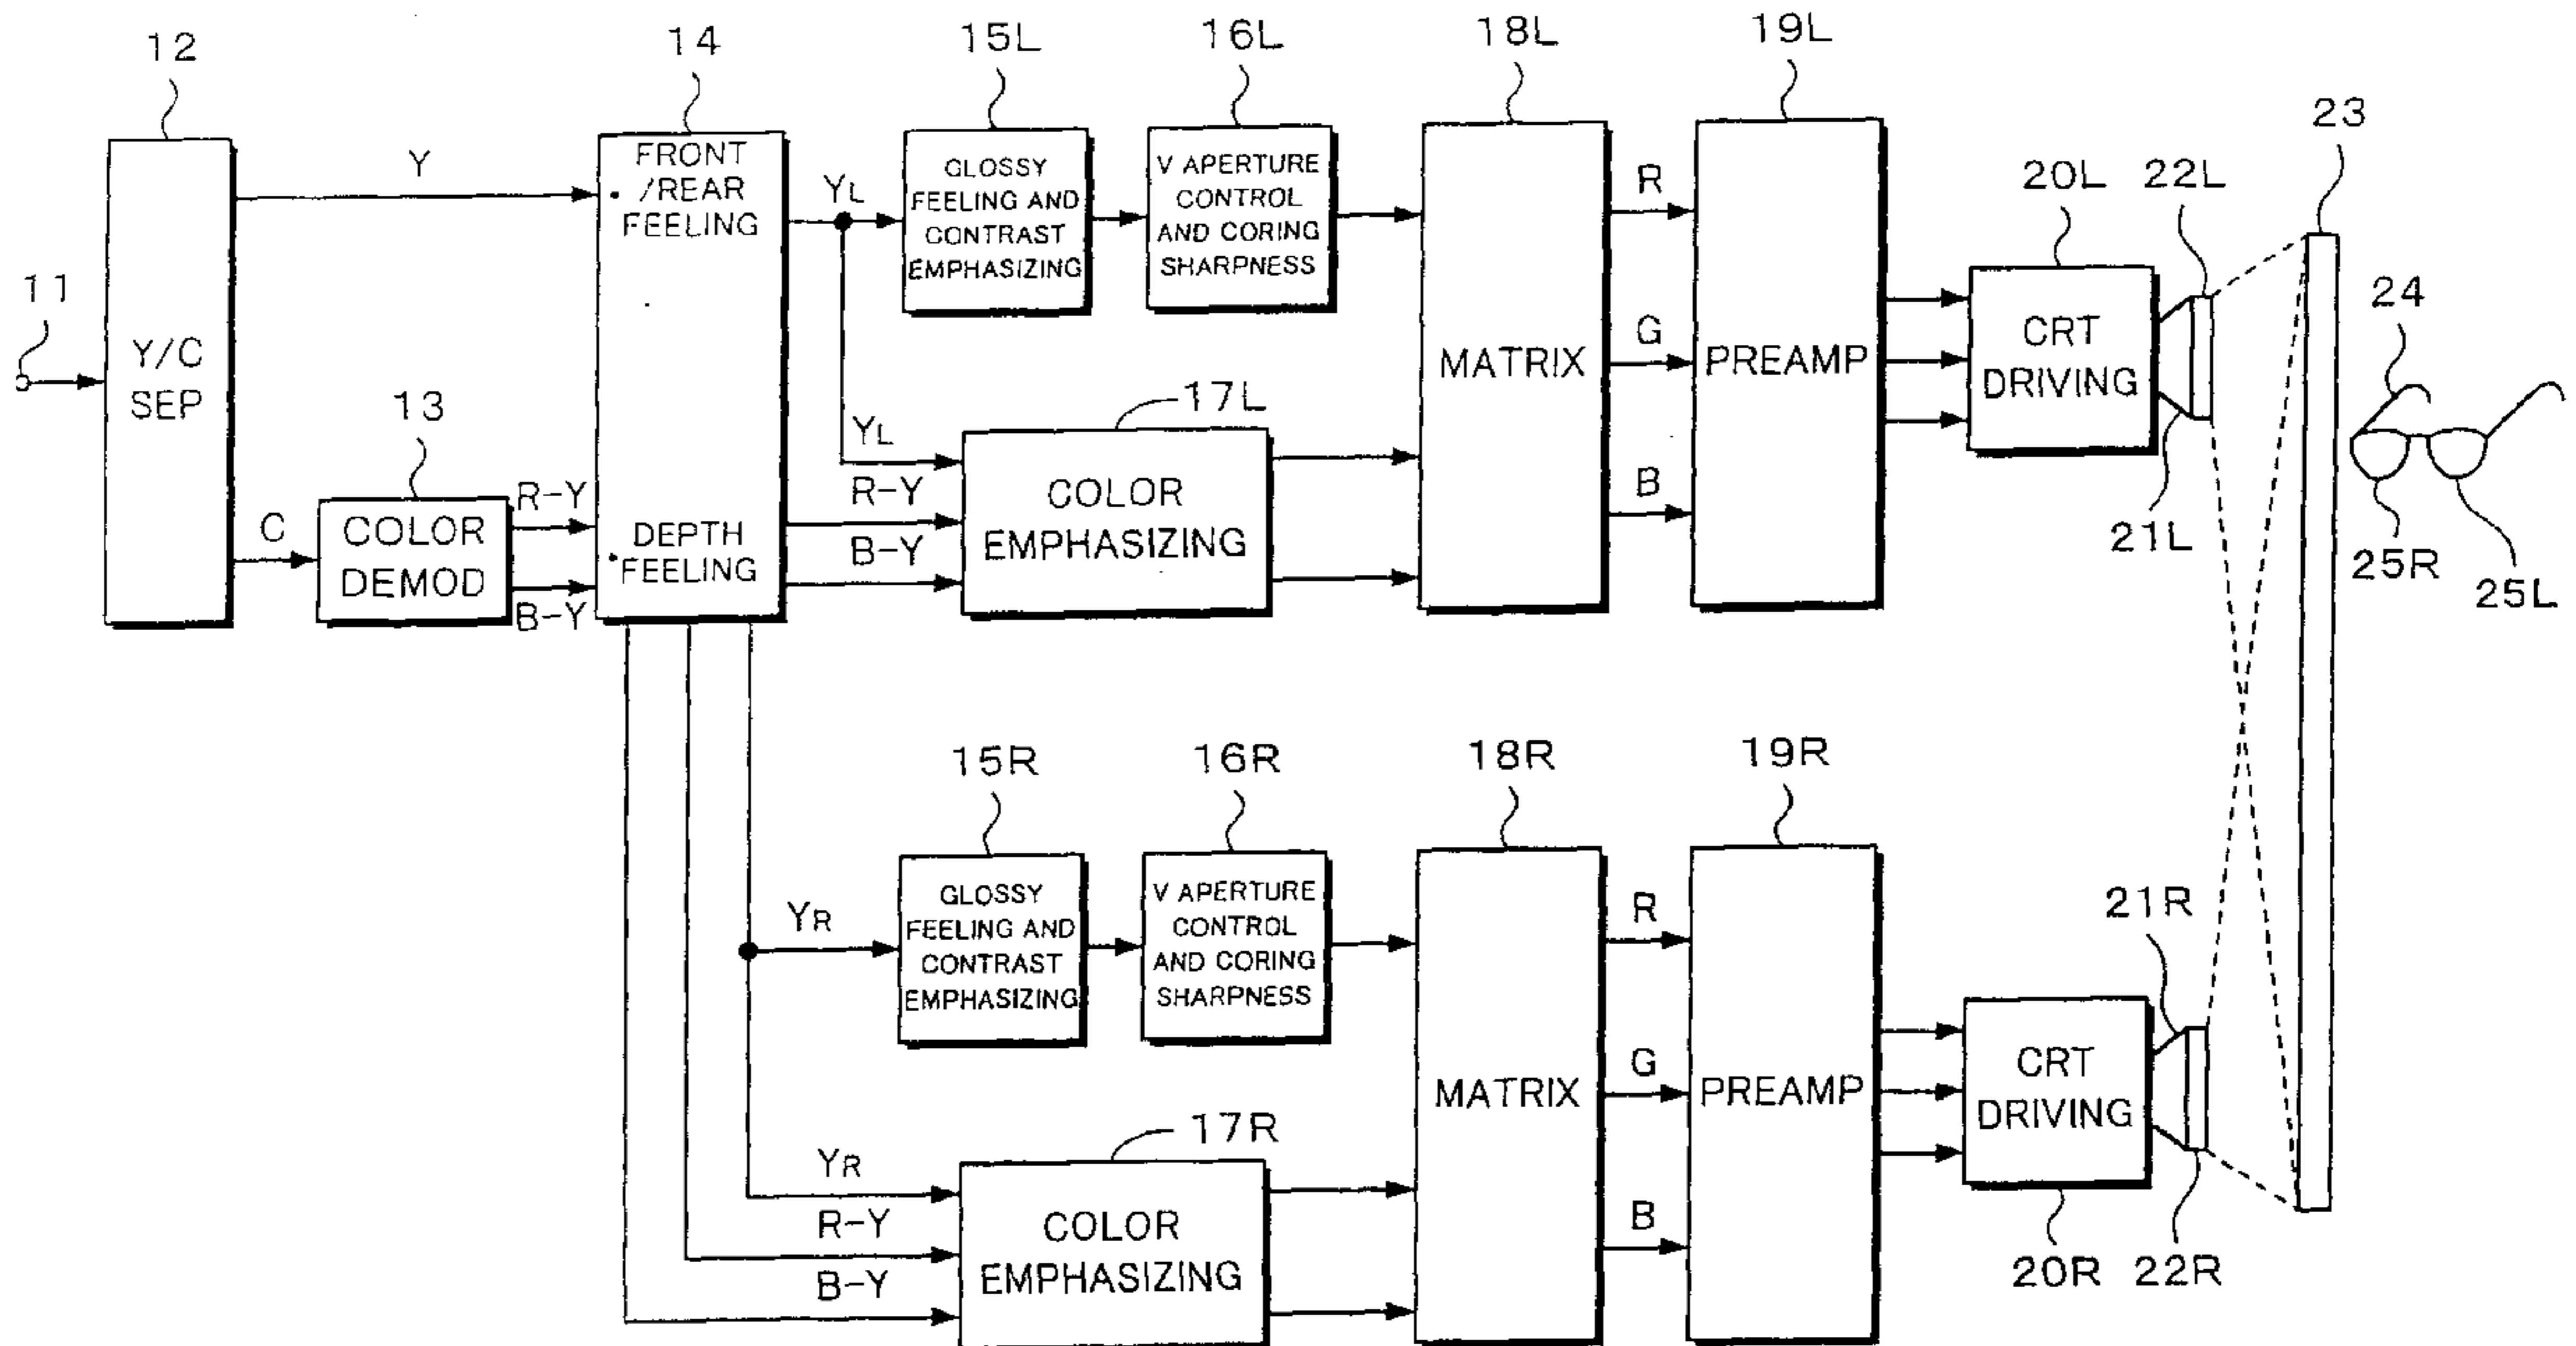 12
14
15L
16L
18L
19L
23
11
Y/C
SEP
Y
C
13
COLOR
DEMOD
R-Y
B-Y
FRONT
/REAR
FEELING
DEPTH
FEELING
YL
GLOSSY
FEELING AND
CONTRAST
EMPHASIZING
V APERTURE
CONTROL
AND CORING
SHARPNESS
YL
R-Y
B-Y
17L
COLOR
EMPHASIZING
MATRIX
R
G
B
PREAMP
20L
22L
CRT
DRIVING
21L
24
25R
25L
15R
16R
18R
19R
YR
GLOSSY
FEELING AND
CONTRAST
EMPHASIZING
V APERTURE
CONTROL
AND CORING
SHARPNESS
YR
R-Y
B-Y
17R
COLOR
EMPHASIZING
MATRIX
R
G
B
PREAMP
21R
CRT
DRIVING
20R
22R